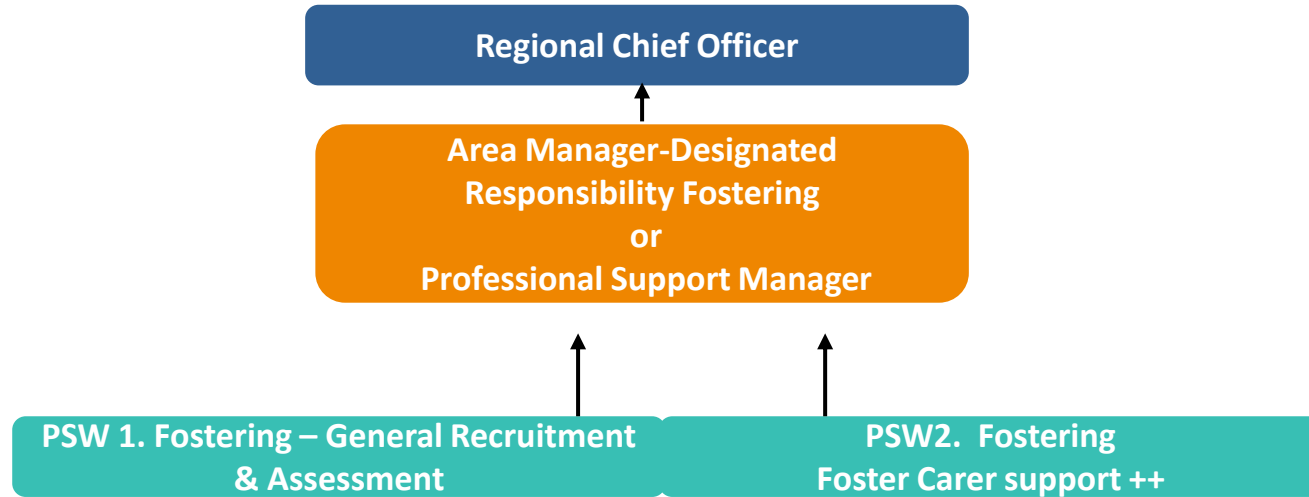 Regional Chief Officer
Area Manager-Designated
Responsibility Fostering
or
Professional Support Manager
PSW 1. Fostering – General Recruitment
& Assessment
PSW2.  Fostering
Foster Carer support ++